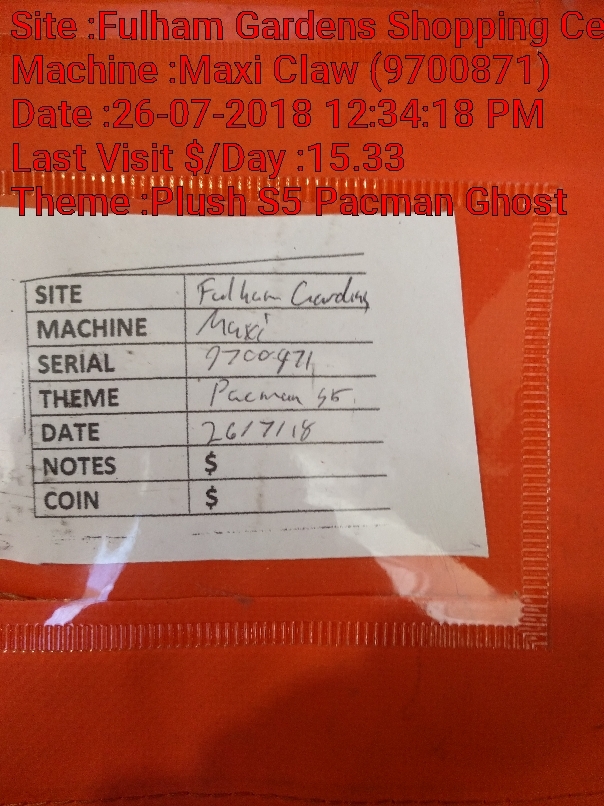 Site :Fulham Gardens Shopping Ce
Machine :Maxi Claw (9700871)
Date :26-07-2018 12:34:18 PM
Last Visit $/Day :15.33
Theme :Plush S5 Pacman Ghost
SITE Fulham Gardens
MACHINE Maxi
SERIAL 9700871
THEME Pacman S5.
DATE 26/7/18
NOTES $
COIN $